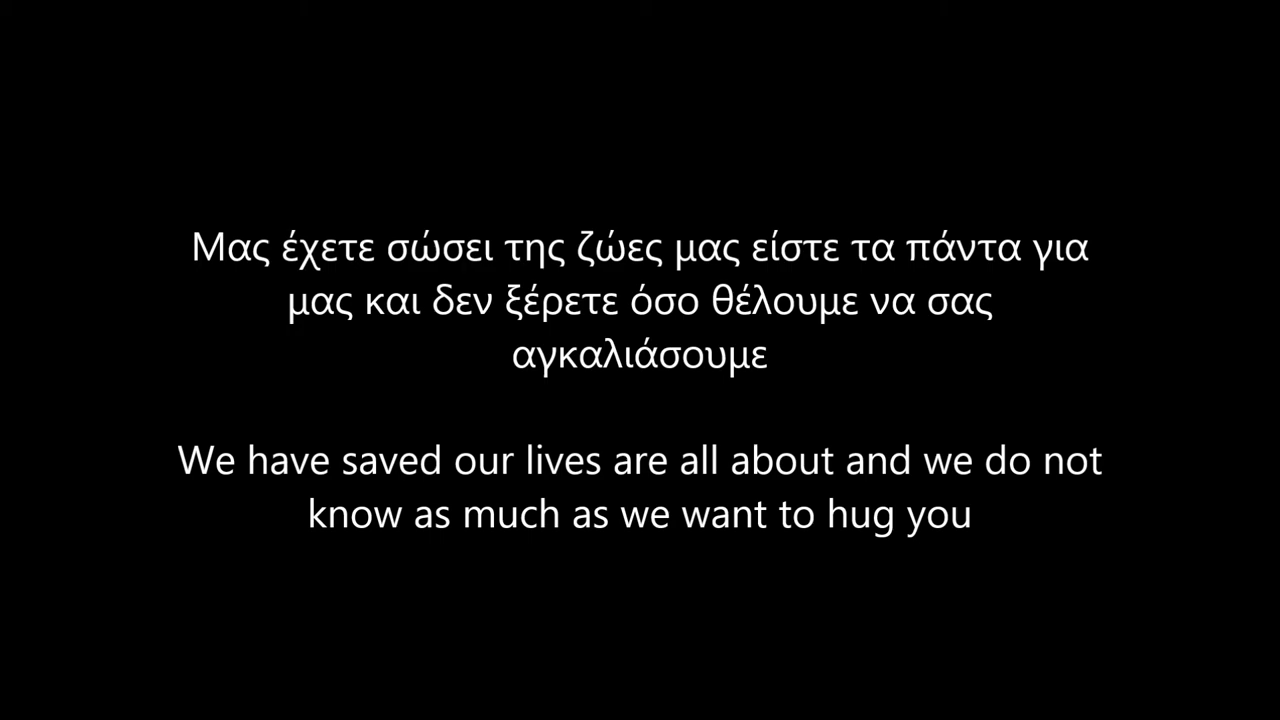 Μας έχετε σώσει της ζώες μας είστε τα πάντα για
μας και δεν ξέρετε όσο θέλουμε να σας
αγκαλιάσουμε
We have saved our lives are all about and we do not
know as much as we want to hug you